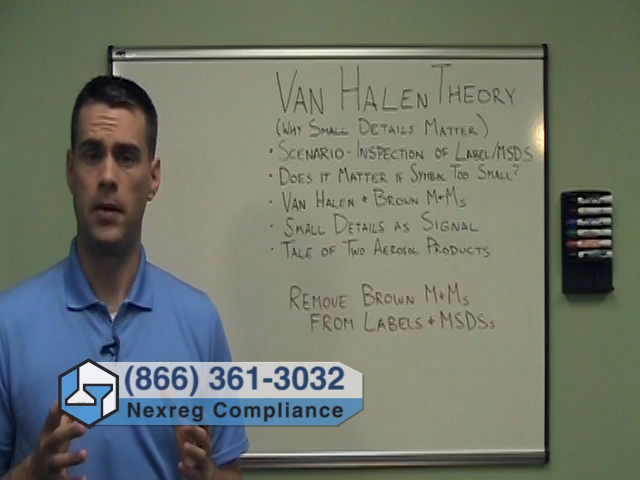 VAN HALEN THEORY
(WHY SMALL DETAILS MATTER)
• SCENARIO - INSPECTION OF LABEL/MSDS
• DOES IT MATTER IF SYMBOL TOO SMALL?
• VAN HALEN + BROWN M+Ms
• SMALL DETAILS AS SIGNAL
• TALE OF TWO AEROSOL PRODUCTS
REMOVE BROWN M+Ms
FROM LABELS + MSDSs
(866) 361-3032
Nexreg Compliance